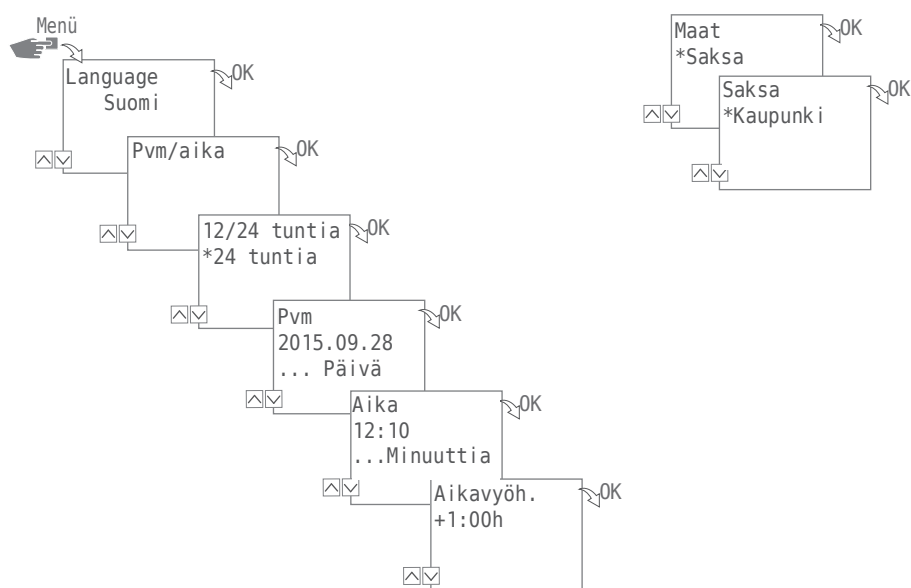 Menü
Language
Suomi
OK
Pvm/aika
OK
12/24 tuntia
*24 tuntia
OK
Pvm
2015.09.28
... Päivä
OK
Aika
12:10
...Minuuttia
OK
Aikavyöh.
+1:00h
OK
Maat
*Saksa
OK
Saksa
*Kaupunki
OK